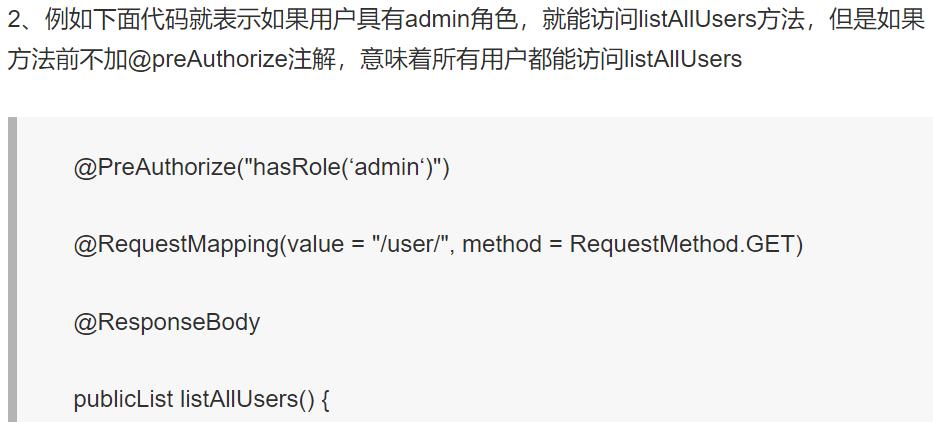 2、例如下面代码就表示如果用户具有admin角色，就能访问listAllUsers方法，但是如果
方法前不加@preAuthorize注解，意味着所有用户都能访问listAllUsers
@PreAuthorize("hasRole(‘admin‘)")
@RequestMapping(value = "/user/", method = RequestMethod.GET)
@ResponseBody
publicList listAllUsers() {